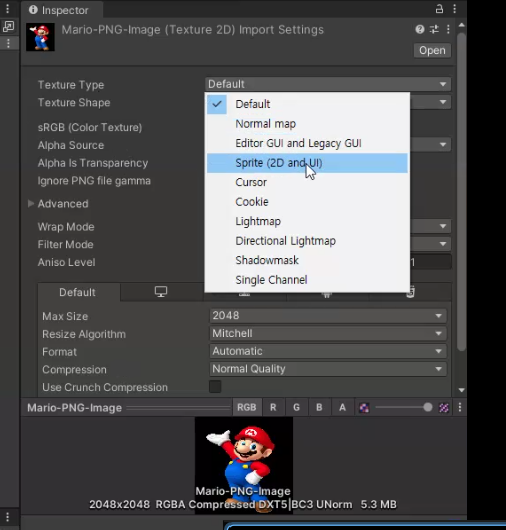 Inspector
Mario-PNG-Image (Texture 2D) Import Settings
Open
Texture Type Default
Texture Shape
sRGB (Color Texture)
Alpha Source
Alpha Is Transparency
Ignore PNG file gamma
Advanced
Wrap Mode
Filter Mode
Aniso Level 1
Default
Normal map
Editor GUI and Legacy GUI
Sprite (2D and UI)
Cursor
Cookie
Lightmap
Directional Lightmap
Shadowmask
Single Channel
Default
Max Size 2048
Resize Algorithm Mitchell
Format Automatic
Compression Normal Quality
Use Crunch Compression
Mario-PNG-Image RGB R G B A
Mario-PNG-Image
2048x2048 RGBA Compressed DXT5|BC3 UNorm 5.3 MB